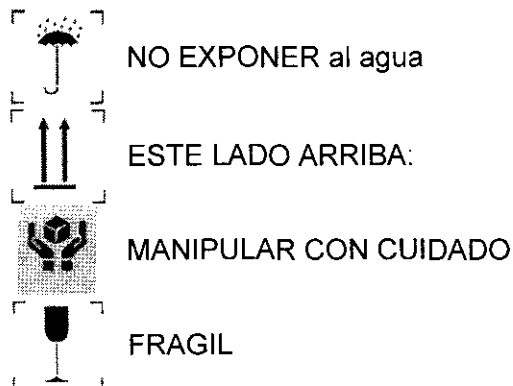 NO EXPONER al agua
ESTE LADO ARRIBA:
MANIPULAR CON CUIDADO
FRAGIL